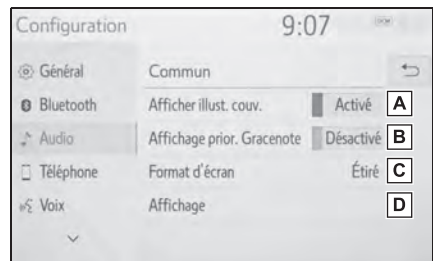 Configuration 9:07
Général
Commun
Bluetooth
Afficher illust. couv. Activé A
Audio
Affichage prior. Gracenote Désactivé B
Téléphone
Format d'écran Étiré C
Voix
Affichage D